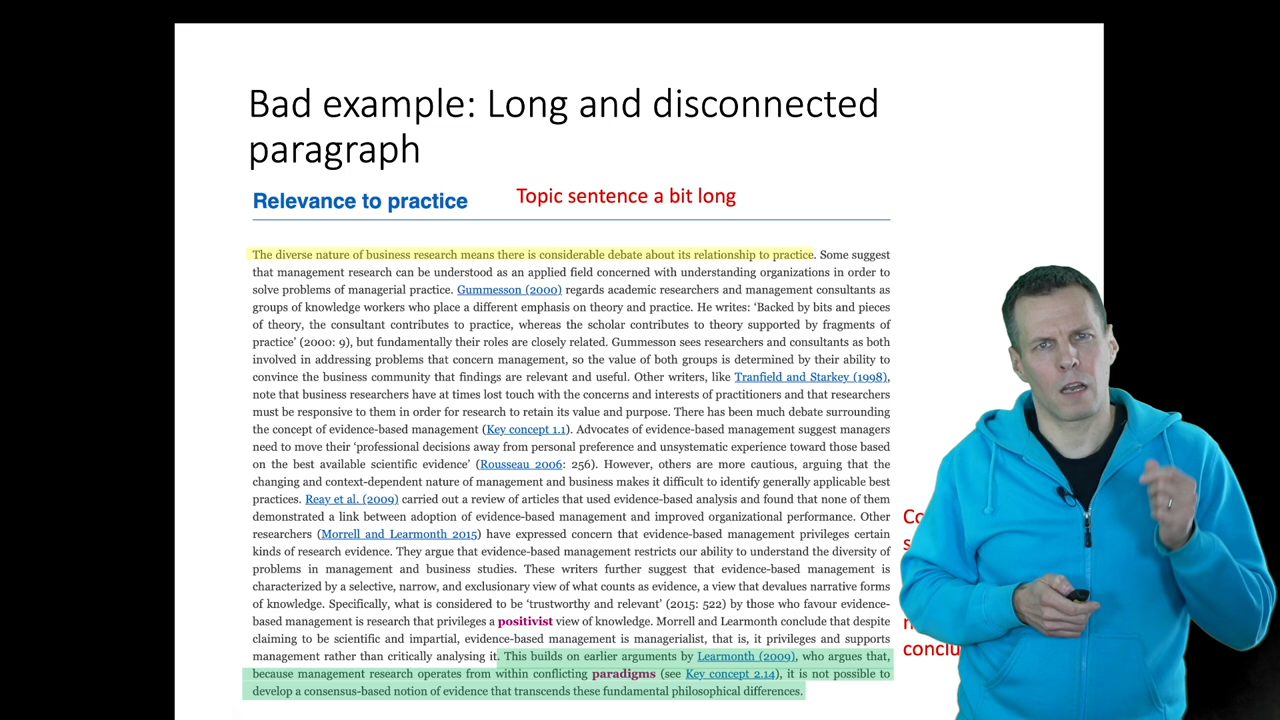 Bad example: Long and disconnected
paragraph
Relevance to practice
Topic sentence a bit long
The diverse nature of business research means there is considerable debate about its relationship to practice. Some suggest
that management research can be understood as an applied field concerned with understanding organizations in order to
solve problems of managerial practice. Gummesson (2000) regards academic researchers and management consultants as
groups of knowledge workers who place a different emphasis on theory and practice. He writes: ‘Backed by bits and pieces
of theory, the consultant contributes to practice, whereas the scholar contributes to theory supported by fragments of
practice’ (2000: 9), but fundamentally their roles are closely related. Gummesson sees researchers and consultants as both
involved in addressing problems that concern management, so the value of both groups is determined by their ability to
convince the business community that findings are relevant and useful. Other writers, like Tranfield and Starkey (1998),
note that business researchers have at times lost touch with the concerns and interests of practitioners and that researchers
must be responsive to them in order for research to retain its value and purpose. There has been much debate surrounding
the concept of evidence-based management (Key concept 1.1). Advocates of evidence-based management suggest managers
need to move their ‘professional decisions away from personal preference and unsystematic experience toward those based
on the best available scientific evidence’ (Rousseau 2006: 256). However, others are more cautious, arguing that the
changing and context-dependent nature of management and business makes it difficult to identify generally applicable best
practices. Reay et al. (2009) carried out a review of articles that used evidence-based analysis and found that none of them
demonstrated a link between adoption of evidence-based management and improved organizational performance. Other
researchers (Morrell and Learmonth 2015) have expressed concern that evidence-based management privileges certain
kinds of research evidence. They argue that evidence-based management restricts our ability to understand the diversity of
problems in management and business studies. These writers further suggest that evidence-based management is
characterized by a selective, narrow, and exclusionary view of what counts as evidence, a view that devalues narrative forms
of knowledge. Specifically, what is considered to be ‘trustworthy and relevant’ (2015: 522) by those who favour evidence-
based management is research that privileges a positivist view of knowledge. Morrell and Learmonth conclude that despite
claiming to be scientific and impartial, evidence-based management is managerialist, that is, it privileges and supports
management rather than critically analysing it. This builds on earlier arguments by Learmonth (2009), who argues that,
because management research operates from within conflicting paradigms (see Key concept 2.14), it is not possible to
develop a consensus-based notion of evidence that transcends these fundamental philosophical differences.